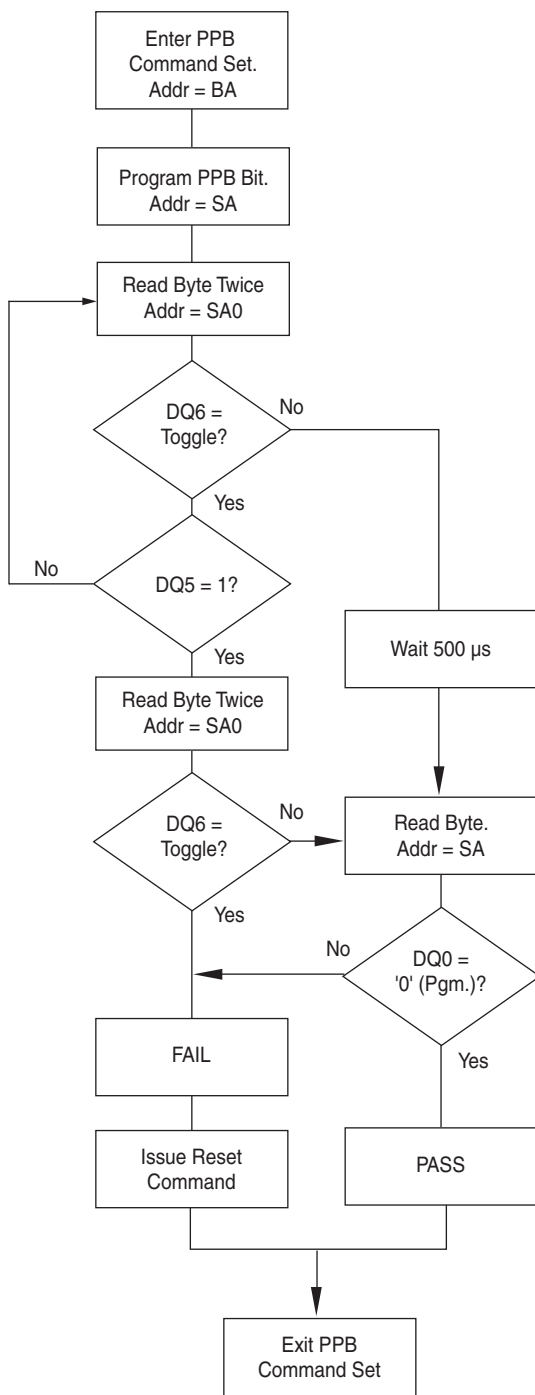 Enter PPB
Command Set.
Addr = BA
Program PPB Bit.
Addr = SA
Read Byte Twice
Addr = SA0
DQ6 =
Toggle?
No
Yes
DQ5 = 1?
No
Yes
Wait 500 µs
Read Byte Twice
Addr = SA0
DQ6 =
Toggle?
No
Yes
Read Byte.
Addr = SA
DQ0 =
'0' (Pgm.)?
No
Yes
FAIL
Issue Reset
Command
PASS
Exit PPB
Command Set